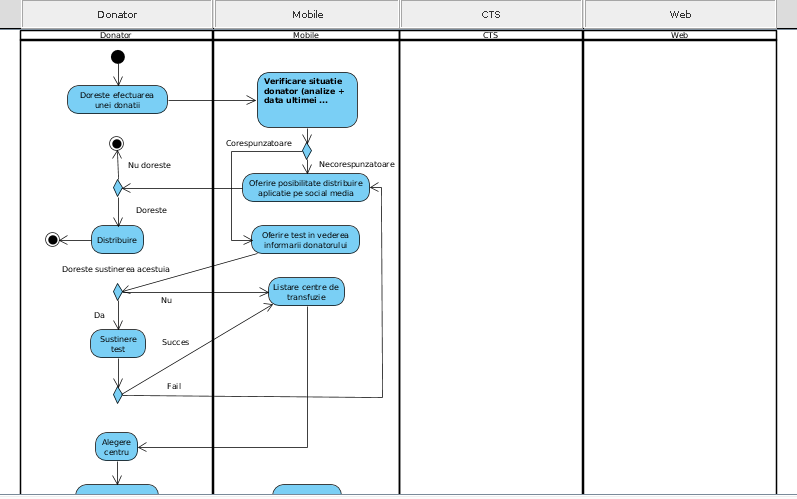 Donator
Mobile
CTS
Web
Donator
Mobile
CTS
Web
Doreste efectuarea
unei donatii
Verificare situatie
donator (analize +
data ultimei ...
Corespunzatoare
Necorespunzatoare
Nu doreste
Oferire posibilitate distribuire
aplicatie pe social media
Doreste
Distribuire
Oferire test in vederea
informarii donatorului
Doreste sustinerea acestuia
Nu
Listare centre de
transfuzie
Da
Sustinere
test
Succes
Fail
Alegere
centru